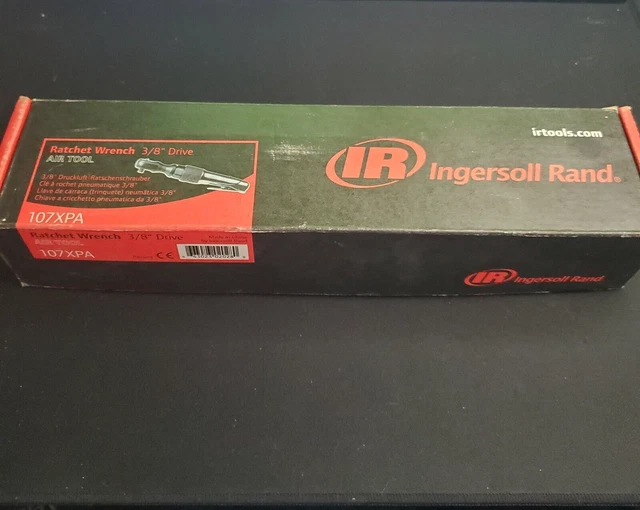 Ratchet Wrench 3/8" Drive
AIR TOOL
3/8" Druckluft-Ratschenschrauber
Clé à rochet pneumatique 3/8"
Llave de carraca (trinquete) neumática 3/8"
Chiave a cricchetto pneumatica da 3/8"
107XPA
irtools.com
IR Ingersoll Rand®
Ratchet Wrench 3/8" Drive
AIR TOOL
107XPA
CE
IR Ingersoll Rand